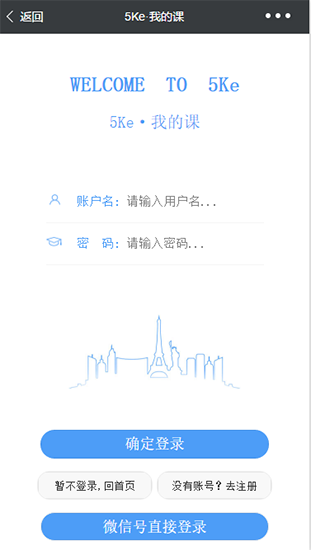 返回 5Ke·我的课
WELCOME TO 5Ke
5Ke·我的课
账户名: 请输入用户名...
密 码: 请输入密码...
确定登录
暂不登录,回首页 没有账号?去注册
微信号直接登录